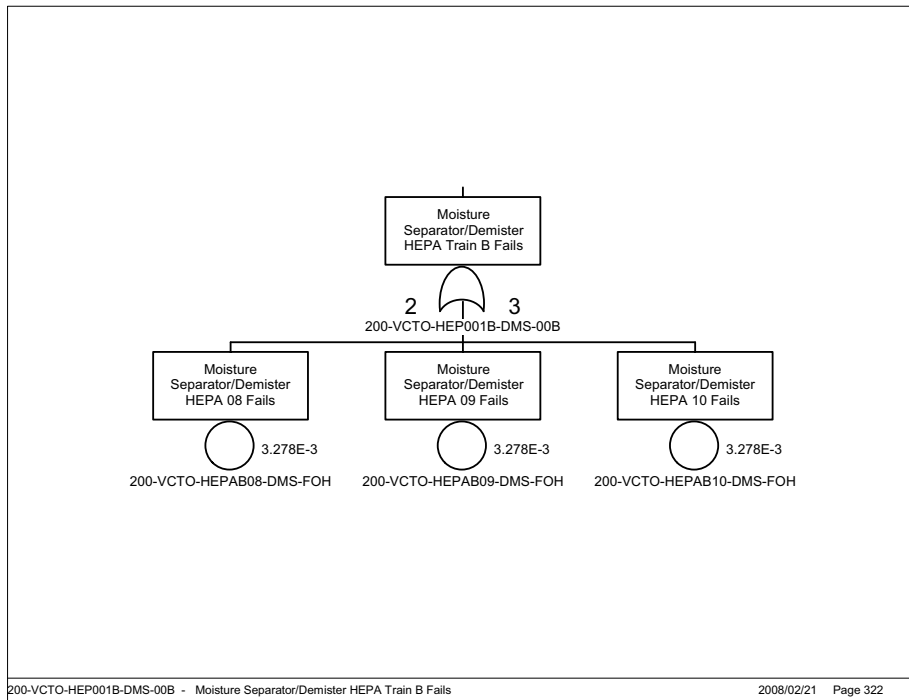 Moisture
Separator/Demister
HEPA Train B Fails
2 3
200-VCTO-HEP001B-DMS-00B
Moisture
Separator/Demister
HEPA 08 Fails
3.278E-3
200-VCTO-HEPAB08-DMS-FOH
Moisture
Separator/Demister
HEPA 09 Fails
3.278E-3
200-VCTO-HEPAB09-DMS-FOH
Moisture
Separator/Demister
HEPA 10 Fails
3.278E-3
200-VCTO-HEPAB10-DMS-FOH
200-VCTO-HEP001B-DMS-00B - Moisture Separator/Demister HEPA Train B Fails
2008/02/21 Page 322